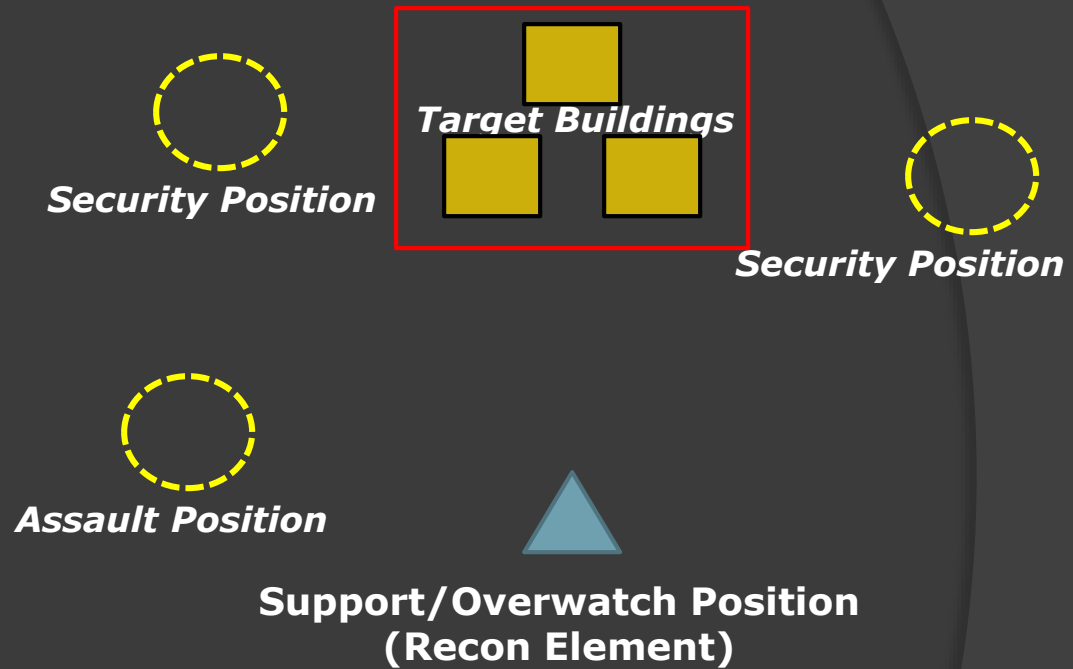 Target Buildings
Security Position
Security Position
Assault Position
Support/Overwatch Position
(Recon Element)